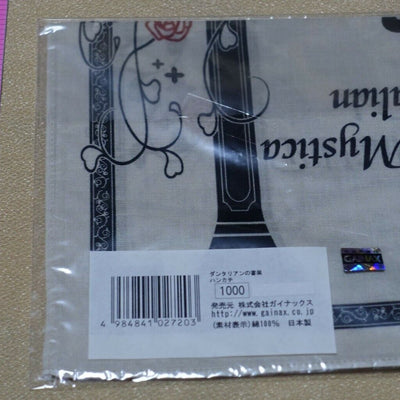 Mystica
alian
GAINAX
ダンタリアンの書架
ハンカチ
1000
発売元 株式会社ガイナックス
http://www.gainax.co.jp
(素材表示)綿100% 日本製
4 984841 027203